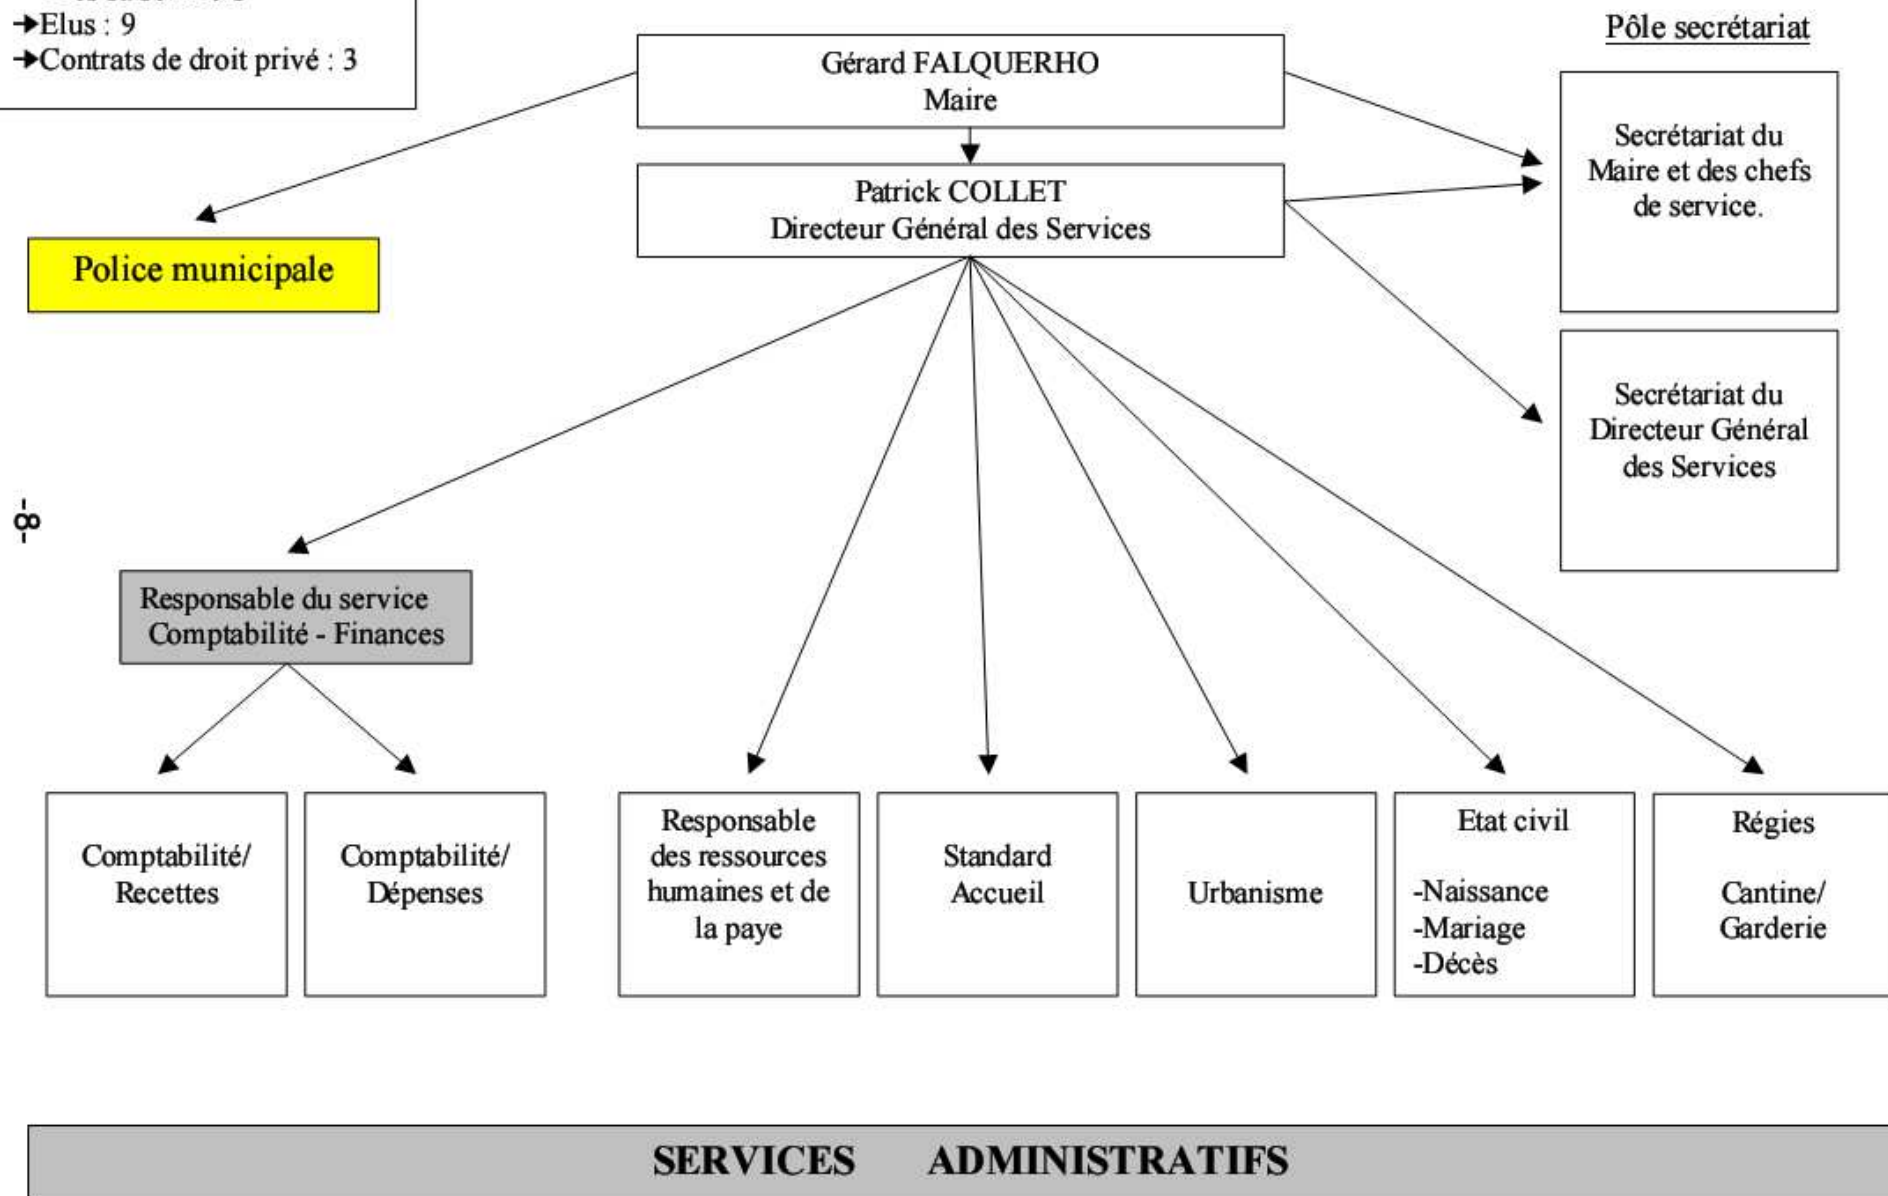 →Elus : 9
→Contrats de droit privé : 3
Gérard FALQUERHO
Maire
Patrick COLLET
Directeur Général des Services
Pôle secrétariat
Secrétariat du
Maire et des chefs
de service.
Secrétariat du
Directeur Général
des Services
Police municipale
-8-
Responsable du service
Comptabilité - Finances
Comptabilité/
Recettes
Comptabilité/
Dépenses
Responsable
des ressources
humaines et de
la paye
Standard
Accueil
Urbanisme
Etat civil
-Naissance
-Mariage
-Décès
Régies
Cantine/
Garderie
SERVICES ADMINISTRATIFS